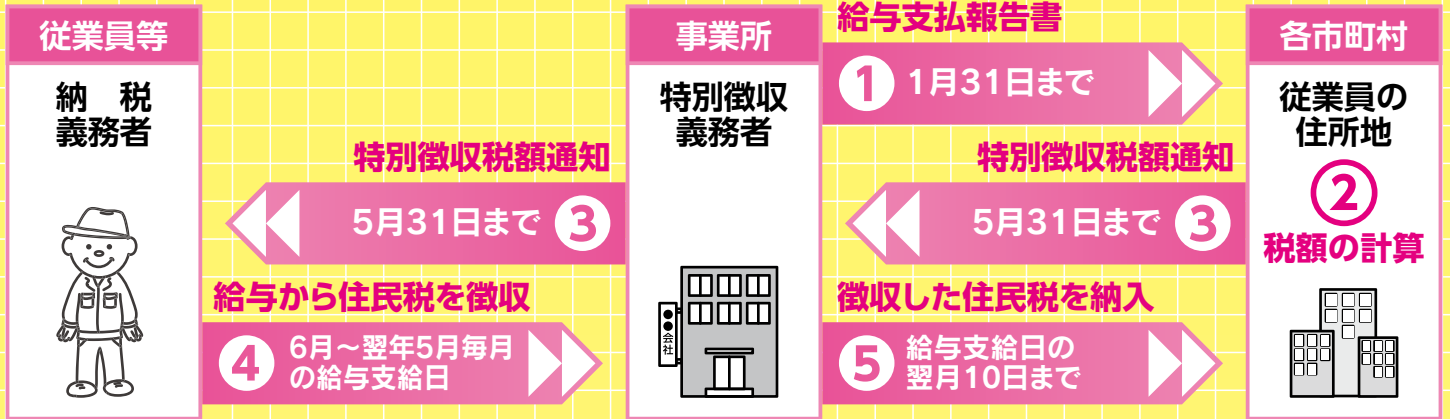 従業員等
納 税
義務者
事業所
特別徴収
義務者
●●会社
各市町村
従業員の
住所地
②
税額の計算
給与支払報告書
① 1月31日まで
特別徴収税額通知
5月31日まで ③
特別徴収税額通知
5月31日まで ③
給与から住民税を徴収
④ 6月～翌年5月毎月
の給与支給日
徴収した住民税を納入
⑤ 給与支給日の
翌月10日まで